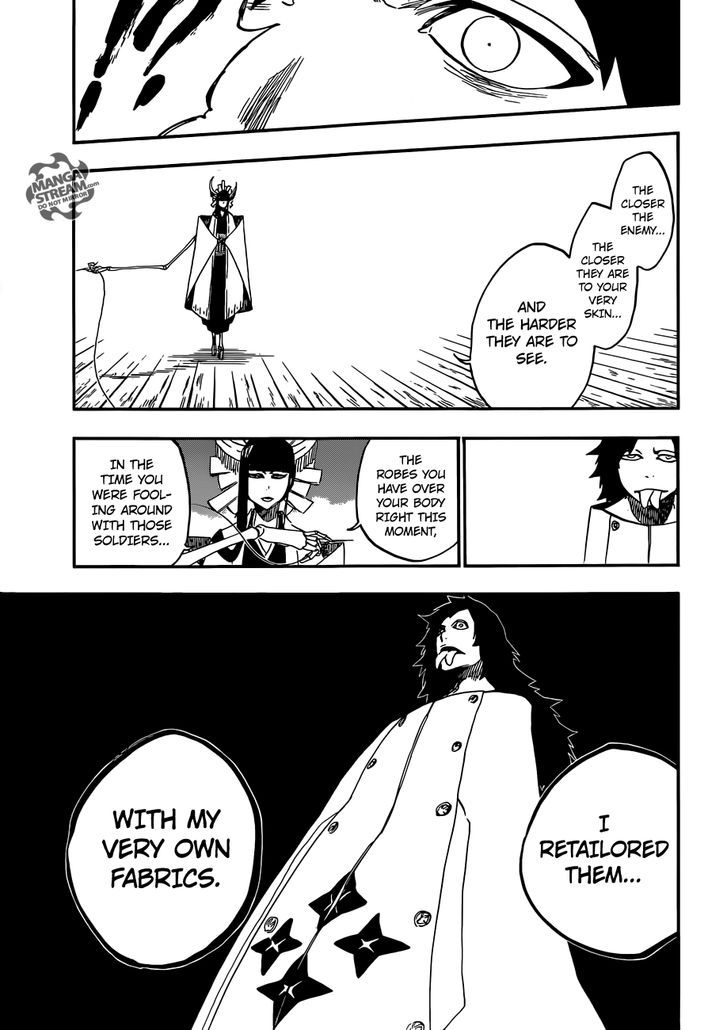 MANGA
STREAM.com
DO NOT MIRROR
THE
CLOSER
THE
ENEMY...
THE
CLOSER
THEY ARE
TO YOUR
VERY
SKIN...
AND
THE HARDER
THEY ARE TO
SEE.
THE
ROBES YOU
HAVE OVER
YOUR BODY
RIGHT THIS
MOMENT,
IN THE
TIME YOU
WERE FOOL-
ING AROUND
WITH THOSE
SOLDIERS...
I
RETAILORED
THEM...
WITH MY
VERY OWN
FABRICS.